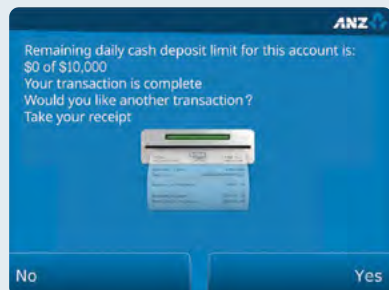 ANZ
Remaining daily cash deposit limit for this account is:
$0 of $10,000
Your transaction is complete
Would you like another transaction?
Take your receipt
No
Yes